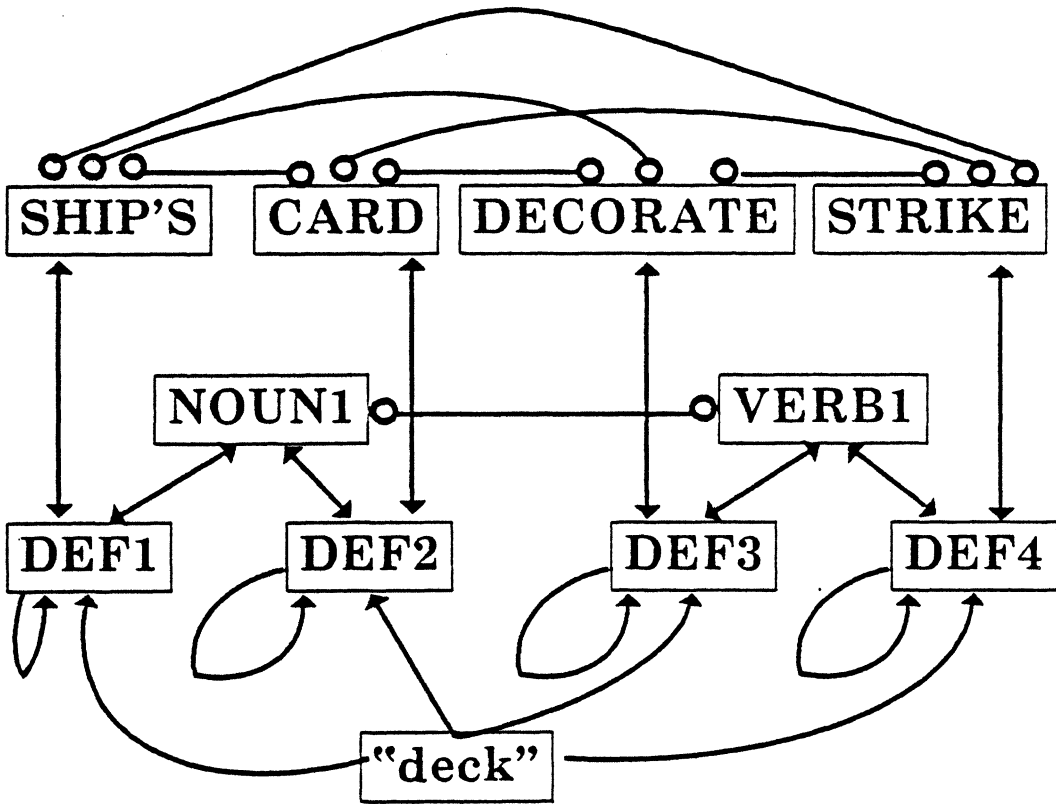 SHIP'S CARD DECORATE STRIKE
NOUN1 VERB1
DEF1 DEF2 DEF3 DEF4
“deck”